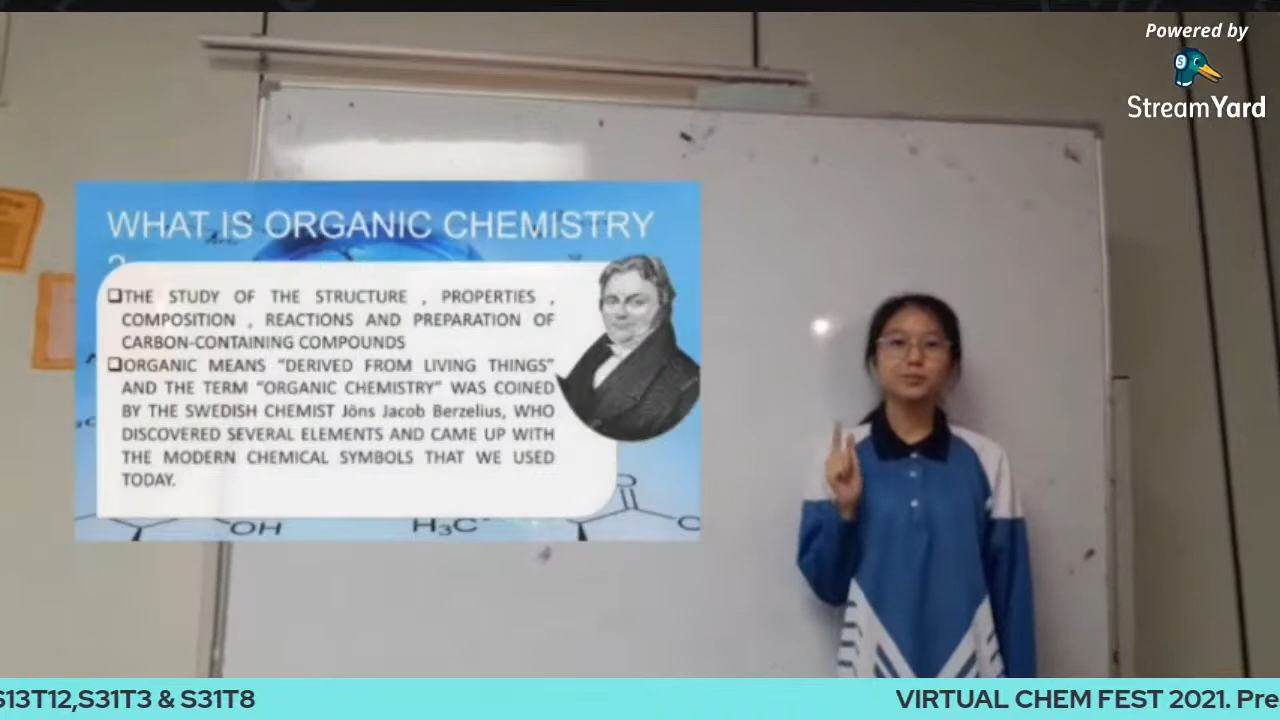 Powered by
StreamYard
WHAT IS ORGANIC CHEMISTRY
?
❑THE STUDY OF THE STRUCTURE , PROPERTIES ,
COMPOSITION , REACTIONS AND PREPARATION OF
CARBON-CONTAINING COMPOUNDS
❑ORGANIC MEANS “DERIVED FROM LIVING THINGS”
AND THE TERM “ORGANIC CHEMISTRY” WAS COINED
BY THE SWEDISH CHEMIST Jöns Jacob Berzelius, WHO
DISCOVERED SEVERAL ELEMENTS AND CAME UP WITH
THE MODERN CHEMICAL SYMBOLS THAT WE USED
TODAY.
OH
H₃C
S13T12,S31T3 & S31T8
VIRTUAL CHEM FEST 2021. Pre